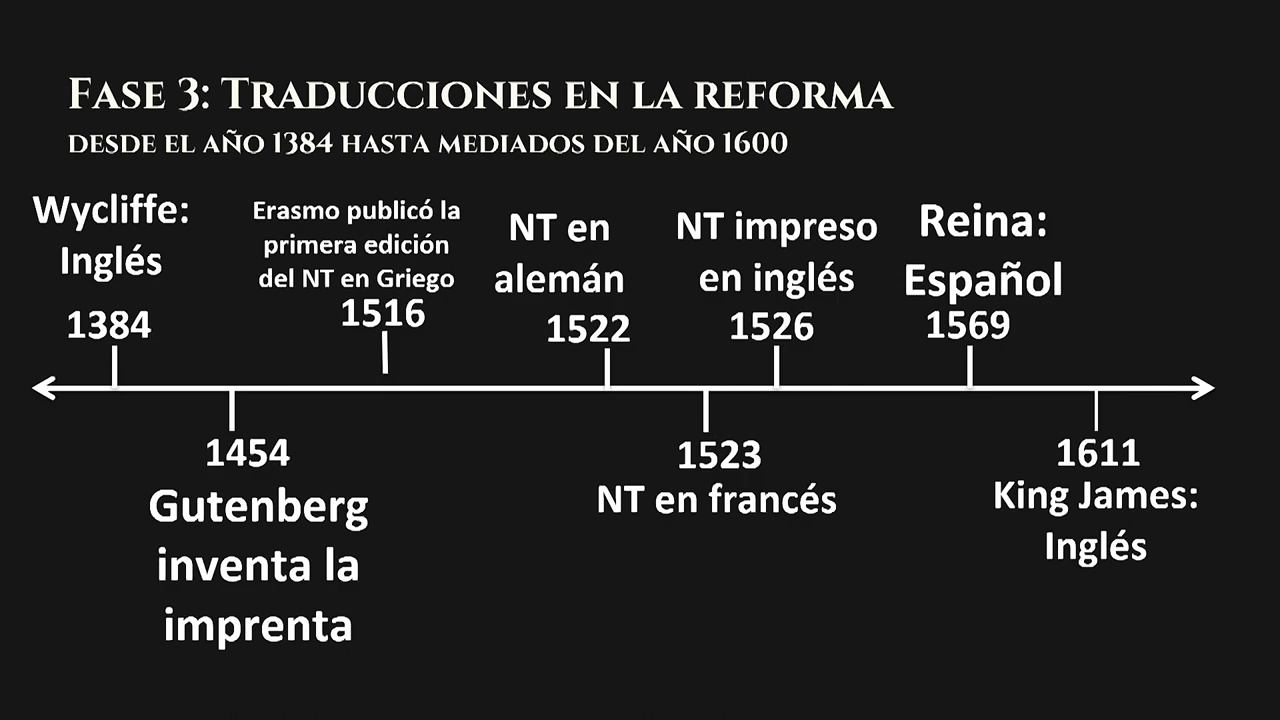 FASE 3: TRADUCCIONES EN LA REFORMA
DESDE EL AÑO 1384 HASTA MEDIADOS DEL AÑO 1600
Wycliffe:
Inglés
1384
Erasmo publicó la
primera edición
del NT en Griego
1516
NT en
alemán
1522
NT impreso
en inglés
1526
Reina:
Español
1569
1454
Gutenberg
inventa la
imprenta
1523
NT en francés
1611
King James:
Inglés